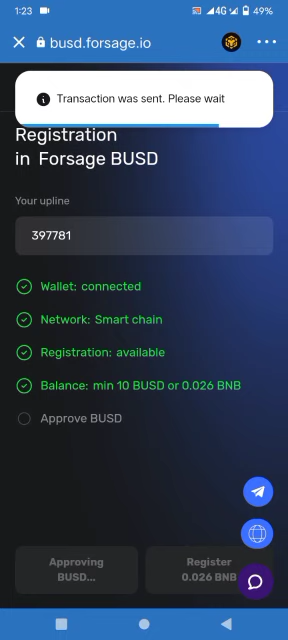 1:23
4G
49%
busd.forsage.io
Transaction was sent. Please wait
Registration
in Forsage BUSD
Your upline
397781
Wallet: connected
Network: Smart chain
Registration: available
Balance: min 10 BUSD or 0.026 BNB
Approve BUSD
Approving
BUSD...
Register
0.026 BNB